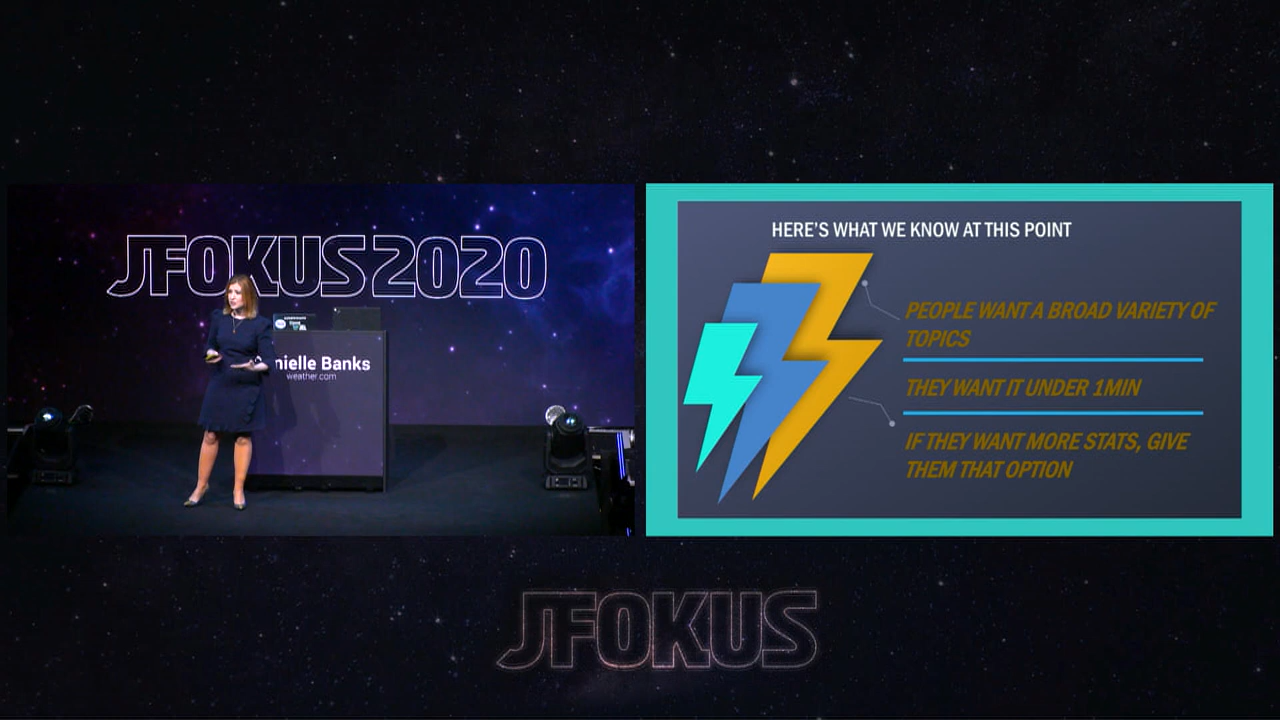 JFOKUS 2020
nielle Banks
weather.com
HERE'S WHAT WE KNOW AT THIS POINT
PEOPLE WANT A BROAD VARIETY OF
TOPICS
THEY WANT IT UNDER 1MIN
IF THEY WANT MORE STATS, GIVE
THEM THAT OPTION
JFOKUS